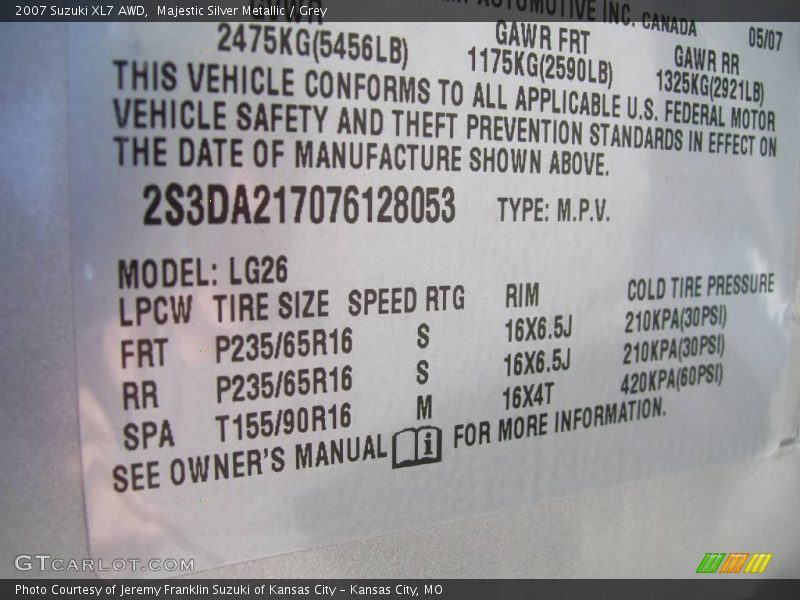 2007 Suzuki XL7 AWD, Majestic Silver Metallic / Grey
GVWR AUTOMOTIVE INC. CANADA 05/07
2475KG(5456LB) GAWR FRT GAWR RR
1175KG(2590LB) 1325KG(2921LB)
THIS VEHICLE CONFORMS TO ALL APPLICABLE U.S. FEDERAL MOTOR
VEHICLE SAFETY AND THEFT PREVENTION STANDARDS IN EFFECT ON
THE DATE OF MANUFACTURE SHOWN ABOVE.
2S3DA217076128053 TYPE: M.P.V.
MODEL: LG26
LPCW TIRE SIZE SPEED RTG RIM COLD TIRE PRESSURE
FRT P235/65R16 S 16X6.5J 210KPA(30PSI)
RR P235/65R16 S 16X6.5J 210KPA(30PSI)
SPA T155/90R16 M 16X4T 420KPA(60PSI)
SEE OWNER'S MANUAL i FOR MORE INFORMATION.
GTCARLOT.COM
Photo Courtesy of Jeremy Franklin Suzuki of Kansas City – Kansas City, MO